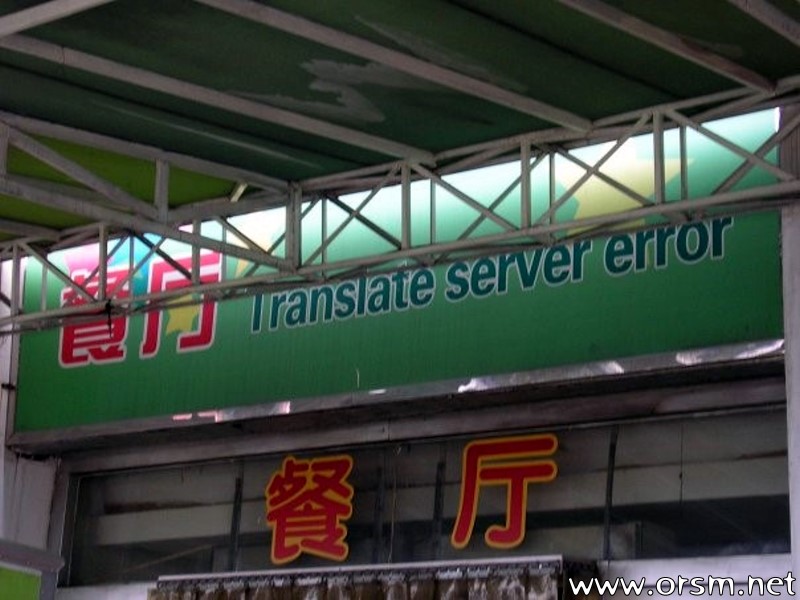 餐厅 Translate server error
餐厅
www.orsm.net